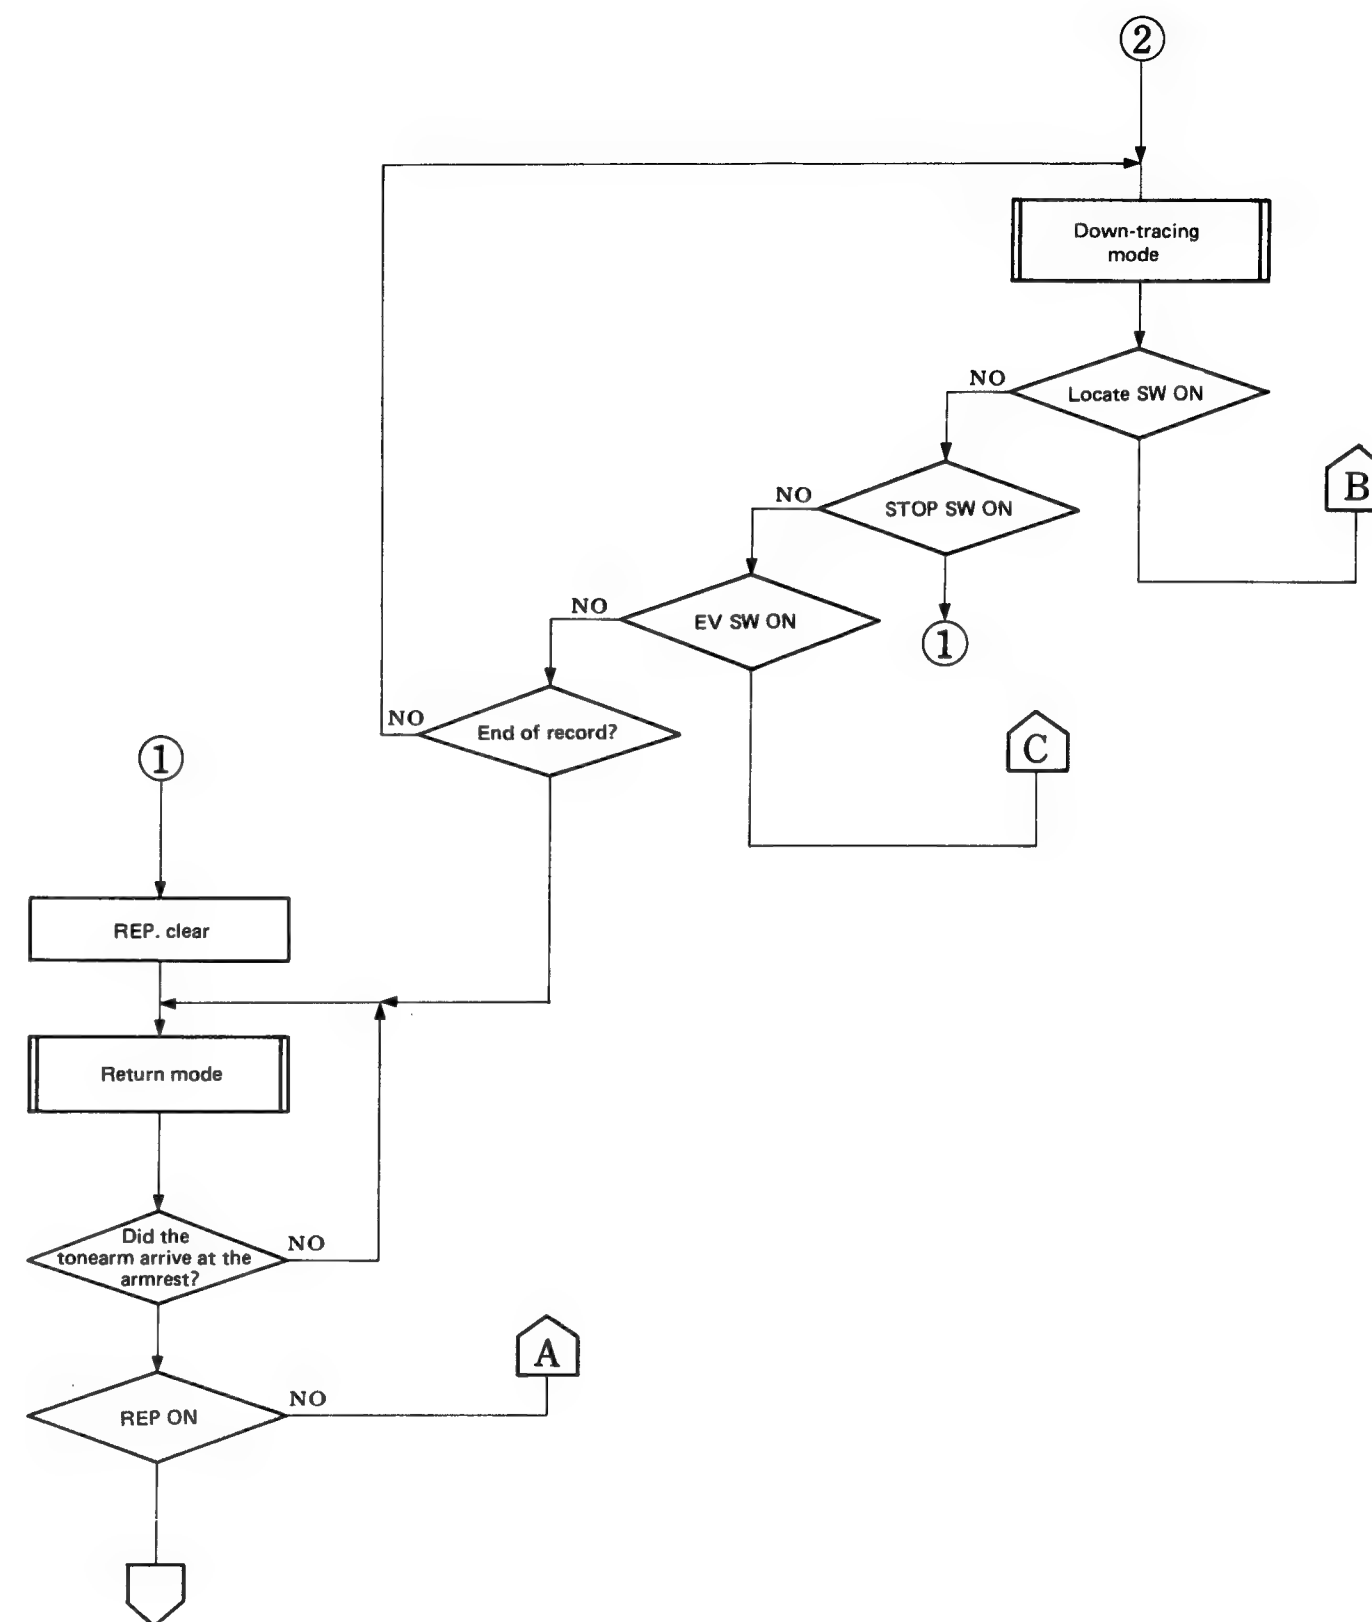 2
Down-tracing
mode
NO
Locate SW ON
B
NO
STOP SW ON
NO
EV SW ON
1
NO
End of record?
C
1
REP. clear
Return mode
Did the
tonearm arrive at the
armrest?
NO
A
NO
REP ON